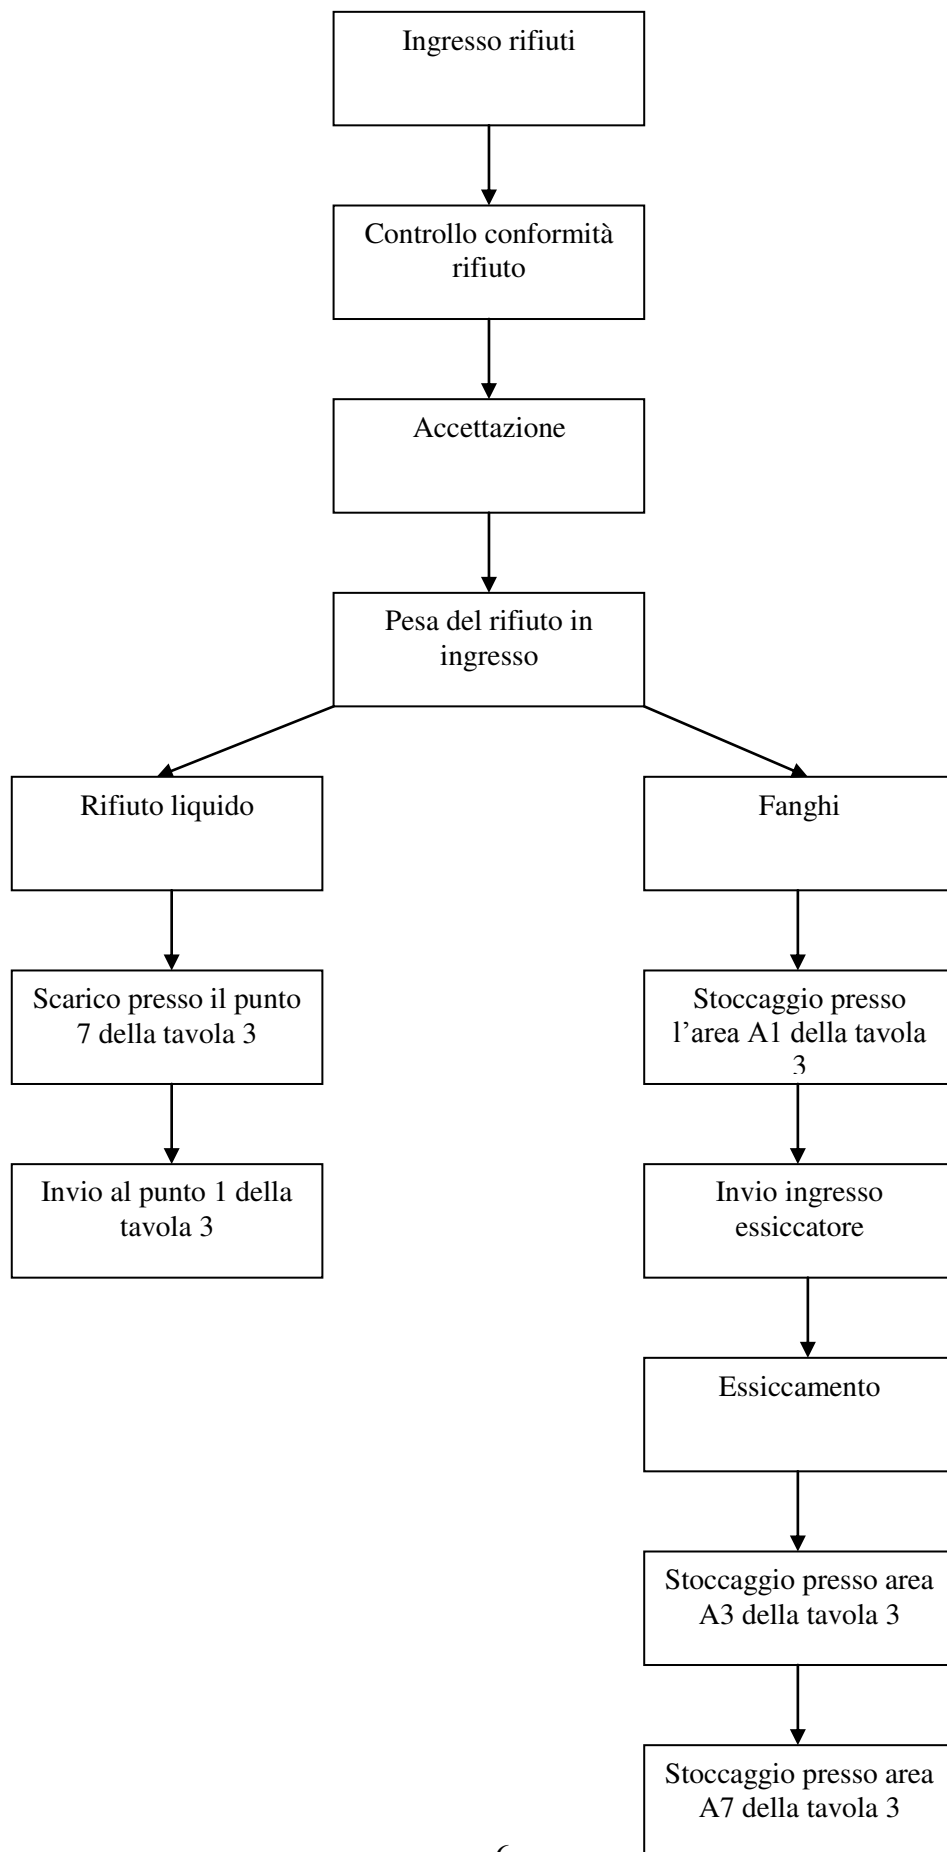 Ingresso rifiuti
Controllo conformità
rifiuto
Accettazione
Pesa del rifiuto in
ingresso
Rifiuto liquido
Fanghi
Scarico presso il punto
7 della tavola 3
Stoccaggio presso
l’area A1 della tavola
3
Invio al punto 1 della
tavola 3
Invio ingresso
essiccatore
Essiccamento
Stoccaggio presso area
A3 della tavola 3
Stoccaggio presso area
A7 della tavola 3